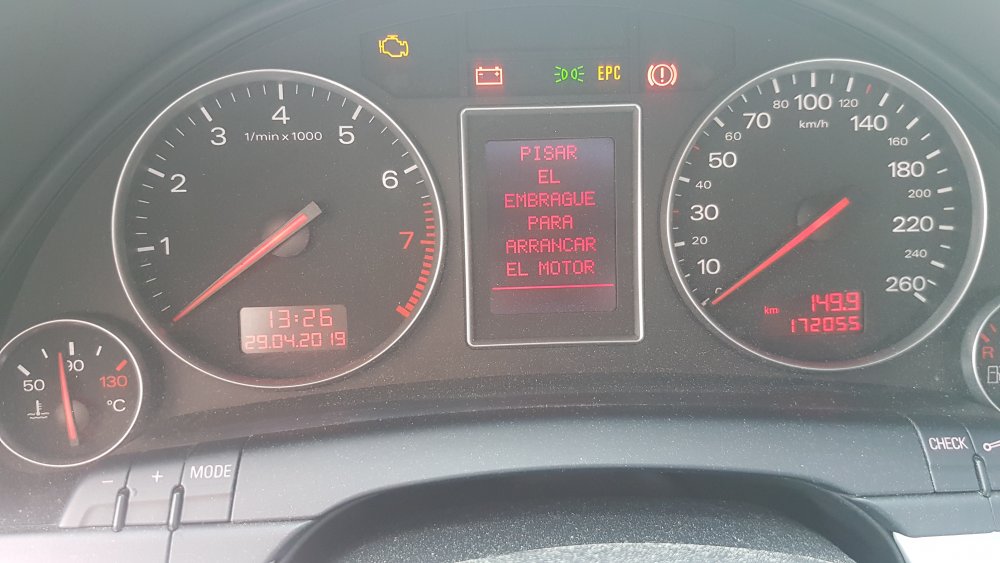 EPC
4
3
5
1/min x 1000
2
6
1
7
13:26
29.04.2019
PISAR
EL
EMBRAGUE
PARA
ARRANCAR
EL MOTOR
80 100 120
km/h
70
140
60
160
50
180
40
200
30
220
20
240
10
260
km 149.9
172055
50
90
130
°C
R
- + MODE
CHECK